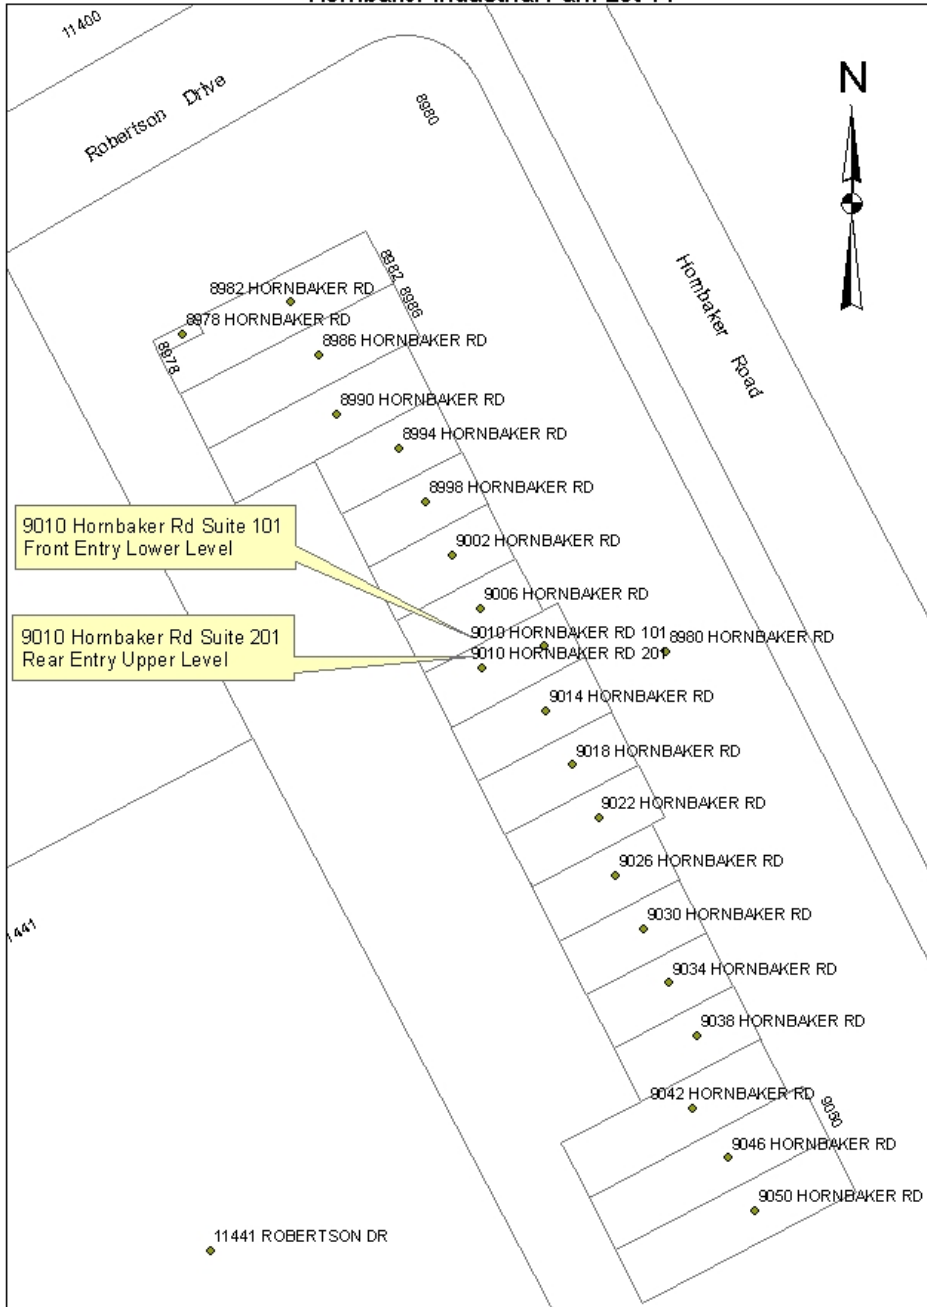 11400
Robertson Drive
8980
N
Hornbaker Road
8982
8986
8982 HORNBAKER RD
8978 HORNBAKER RD
8978
8986 HORNBAKER RD
8990 HORNBAKER RD
8994 HORNBAKER RD
8998 HORNBAKER RD
9010 Hornbaker Rd Suite 101
Front Entry Lower Level
9002 HORNBAKER RD
9006 HORNBAKER RD
9010 Hornbaker Rd Suite 201
Rear Entry Upper Level
9010 HORNBAKER RD 101
8980 HORNBAKER RD
9010 HORNBAKER RD 201
9014 HORNBAKER RD
9018 HORNBAKER RD
9022 HORNBAKER RD
9026 HORNBAKER RD
9030 HORNBAKER RD
1441
9034 HORNBAKER RD
9038 HORNBAKER RD
9042 HORNBAKER RD
9050
9046 HORNBAKER RD
9050 HORNBAKER RD
11441 ROBERTSON DR